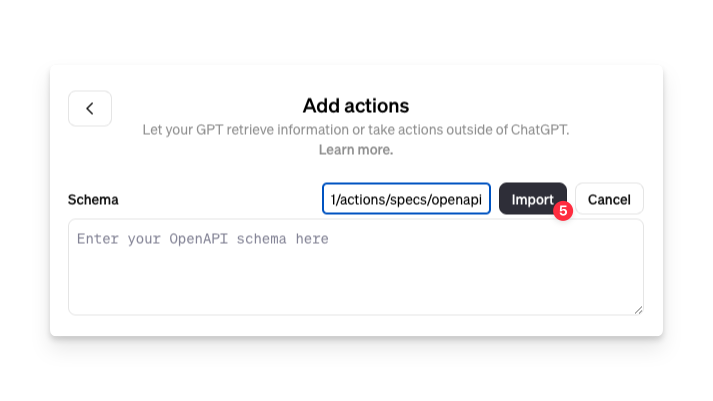 Add actions
Let your GPT retrieve information or take actions outside of ChatGPT.
Learn more.
Schema
1/actions/specs/openapi
Import
5
Cancel
Enter your OpenAPI schema here